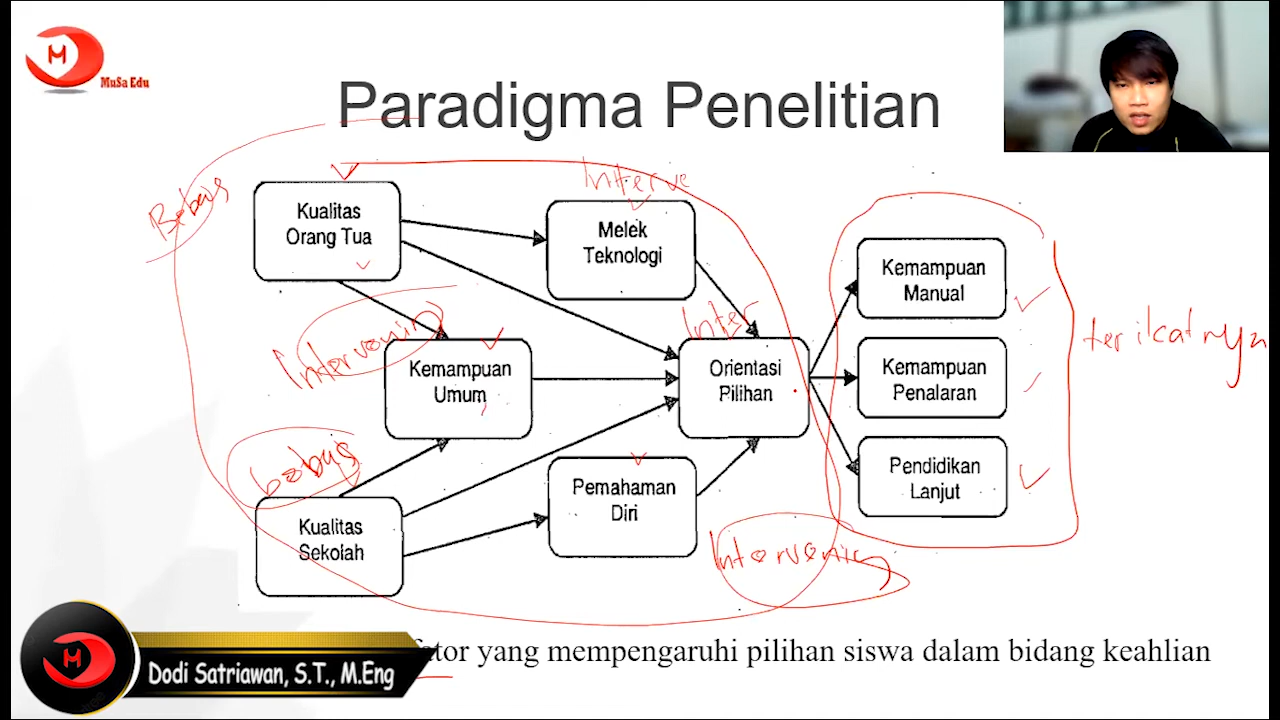 M
MuSa Edu
Paradigma Penelitian
Bebas
Kualitas
Orang Tua
Interve
Melek
Teknologi
Intervenin
Kemampuan
Umum
Inter
Orientasi
Pilihan
Kemampuan
Manual
Kemampuan
Penalaran
Pendidikan
Lanjut
terikatnya
bebas
Kualitas
Sekolah
Pemahaman
Diri
Intervening
ator yang mempengaruhi pilihan siswa dalam bidang keahlian
M
Dodi Satriawan, S.T., M.Eng